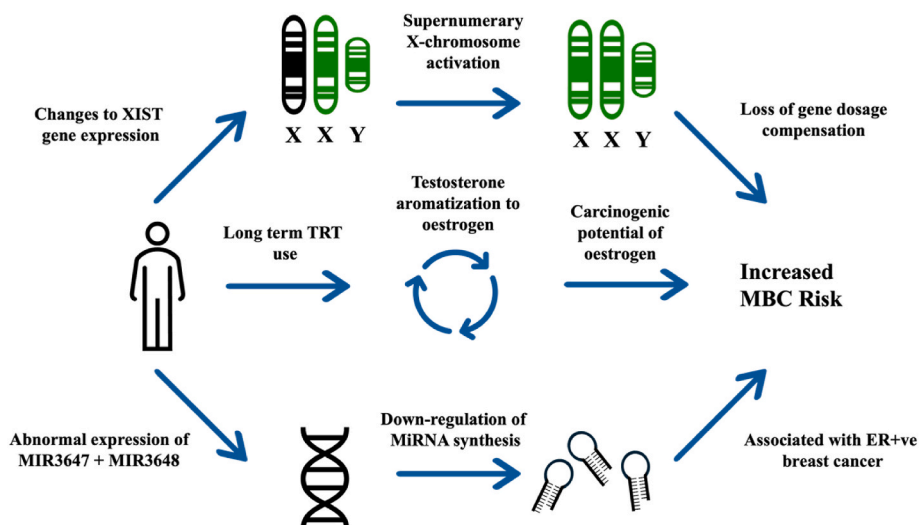 Supernumerary
X-chromosome
activation
Changes to XIST
gene expression
X X Y
X X Y
Loss of gene dosage
compensation
Long term TRT
use
Testosterone
aromatization to
oestrogen
Carcinogenic
potential of
oestrogen
Increased
MBC Risk
Abnormal expression of
MIR3647 + MIR3648
Down-regulation of
MiRNA synthesis
Associated with ER+ve
breast cancer